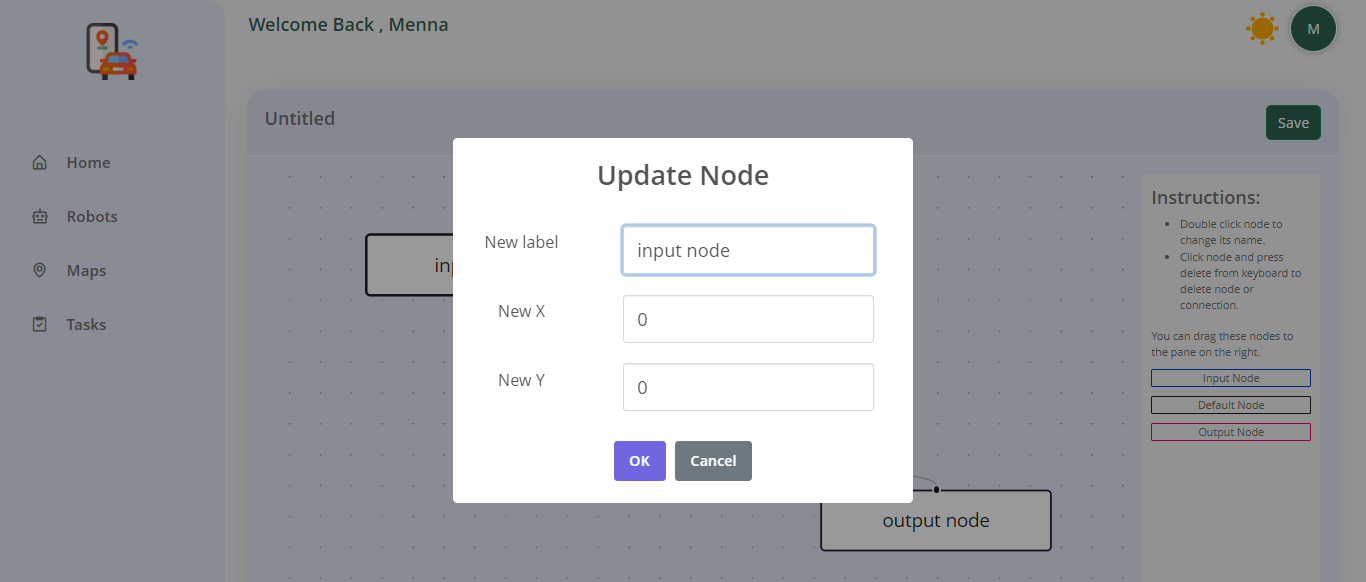 Welcome Back , Menna
M
Home
Robots
Maps
Tasks
Untitled
Save
inp
output node
Update Node
New label
input node
New X
0
New Y
0
OK
Cancel
Instructions:
Double click node to
change its name.
Click node and press
delete from keyboard to
delete node or
connection.
You can drag these nodes to
the pane on the right.
Input Node
Default Node
Output Node